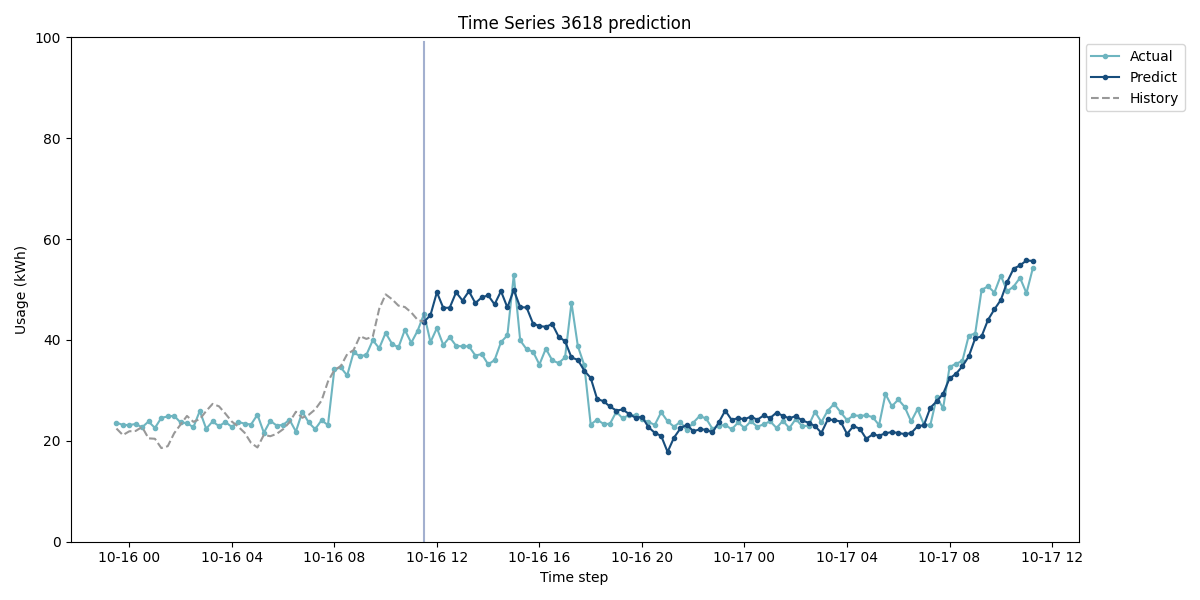 Time Series 3618 prediction
100
80
60
40
20
0
Usage (kWh)
10-16 00
10-16 04
10-16 08
10-16 12
10-16 16
10-16 20
10-17 00
10-17 04
10-17 08
10-17 12
Time step
Actual
Predict
History